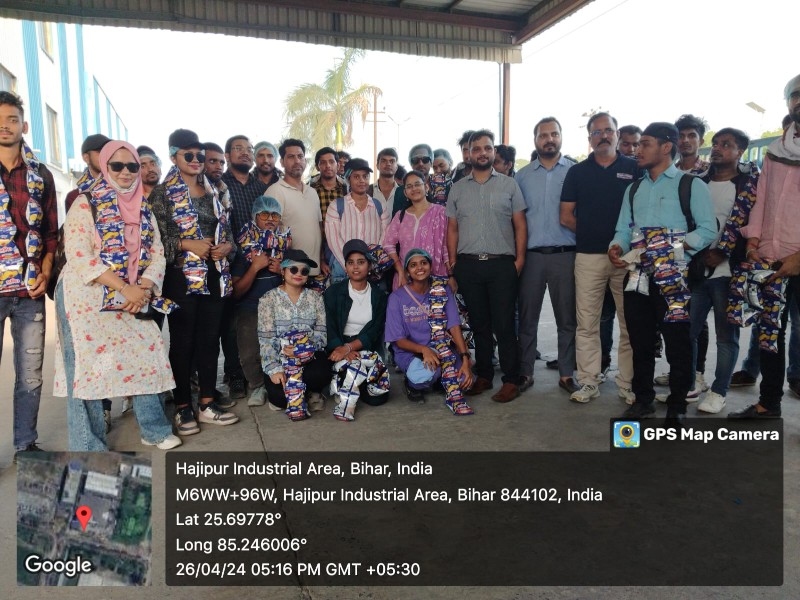 GPS Map Camera
Hajipur Industrial Area, Bihar, India
M6WW+96W, Hajipur Industrial Area, Bihar 844102, India
Lat 25.69778°
Long 85.246006°
26/04/24 05:16 PM GMT +05:30
Google